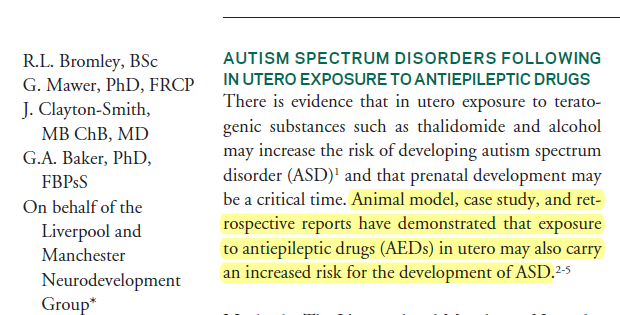 R.L. Bromley, BSc
G. Mawer, PhD, FRCP
J. Clayton-Smith,
MB ChB, MD
G.A. Baker, PhD,
FBPsS
On behalf of the
Liverpool and
Manchester
Neurodevelopment
Group*
AUTISM SPECTRUM DISORDERS FOLLOWING
IN UTERO EXPOSURE TO ANTIEPILEPTIC DRUGS
There is evidence that in utero exposure to terato-
genic substances such as thalidomide and alcohol
may increase the risk of developing autism spectrum
disorder (ASD)¹ and that prenatal development may
be a critical time. Animal model, case study, and ret-
rospective reports have demonstrated that exposure
to antiepileptic drugs (AEDs) in utero may also carry
an increased risk for the development of ASD.²⁻⁵